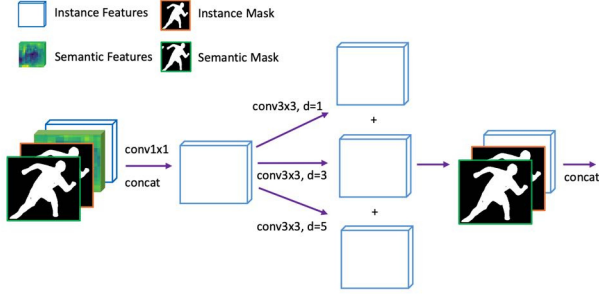 Instance Features
Instance Mask
Semantic Features
Semantic Mask
conv3x3, d=1
+
conv1x1
concat
conv3x3, d=3
concat
+
conv3x3, d=5